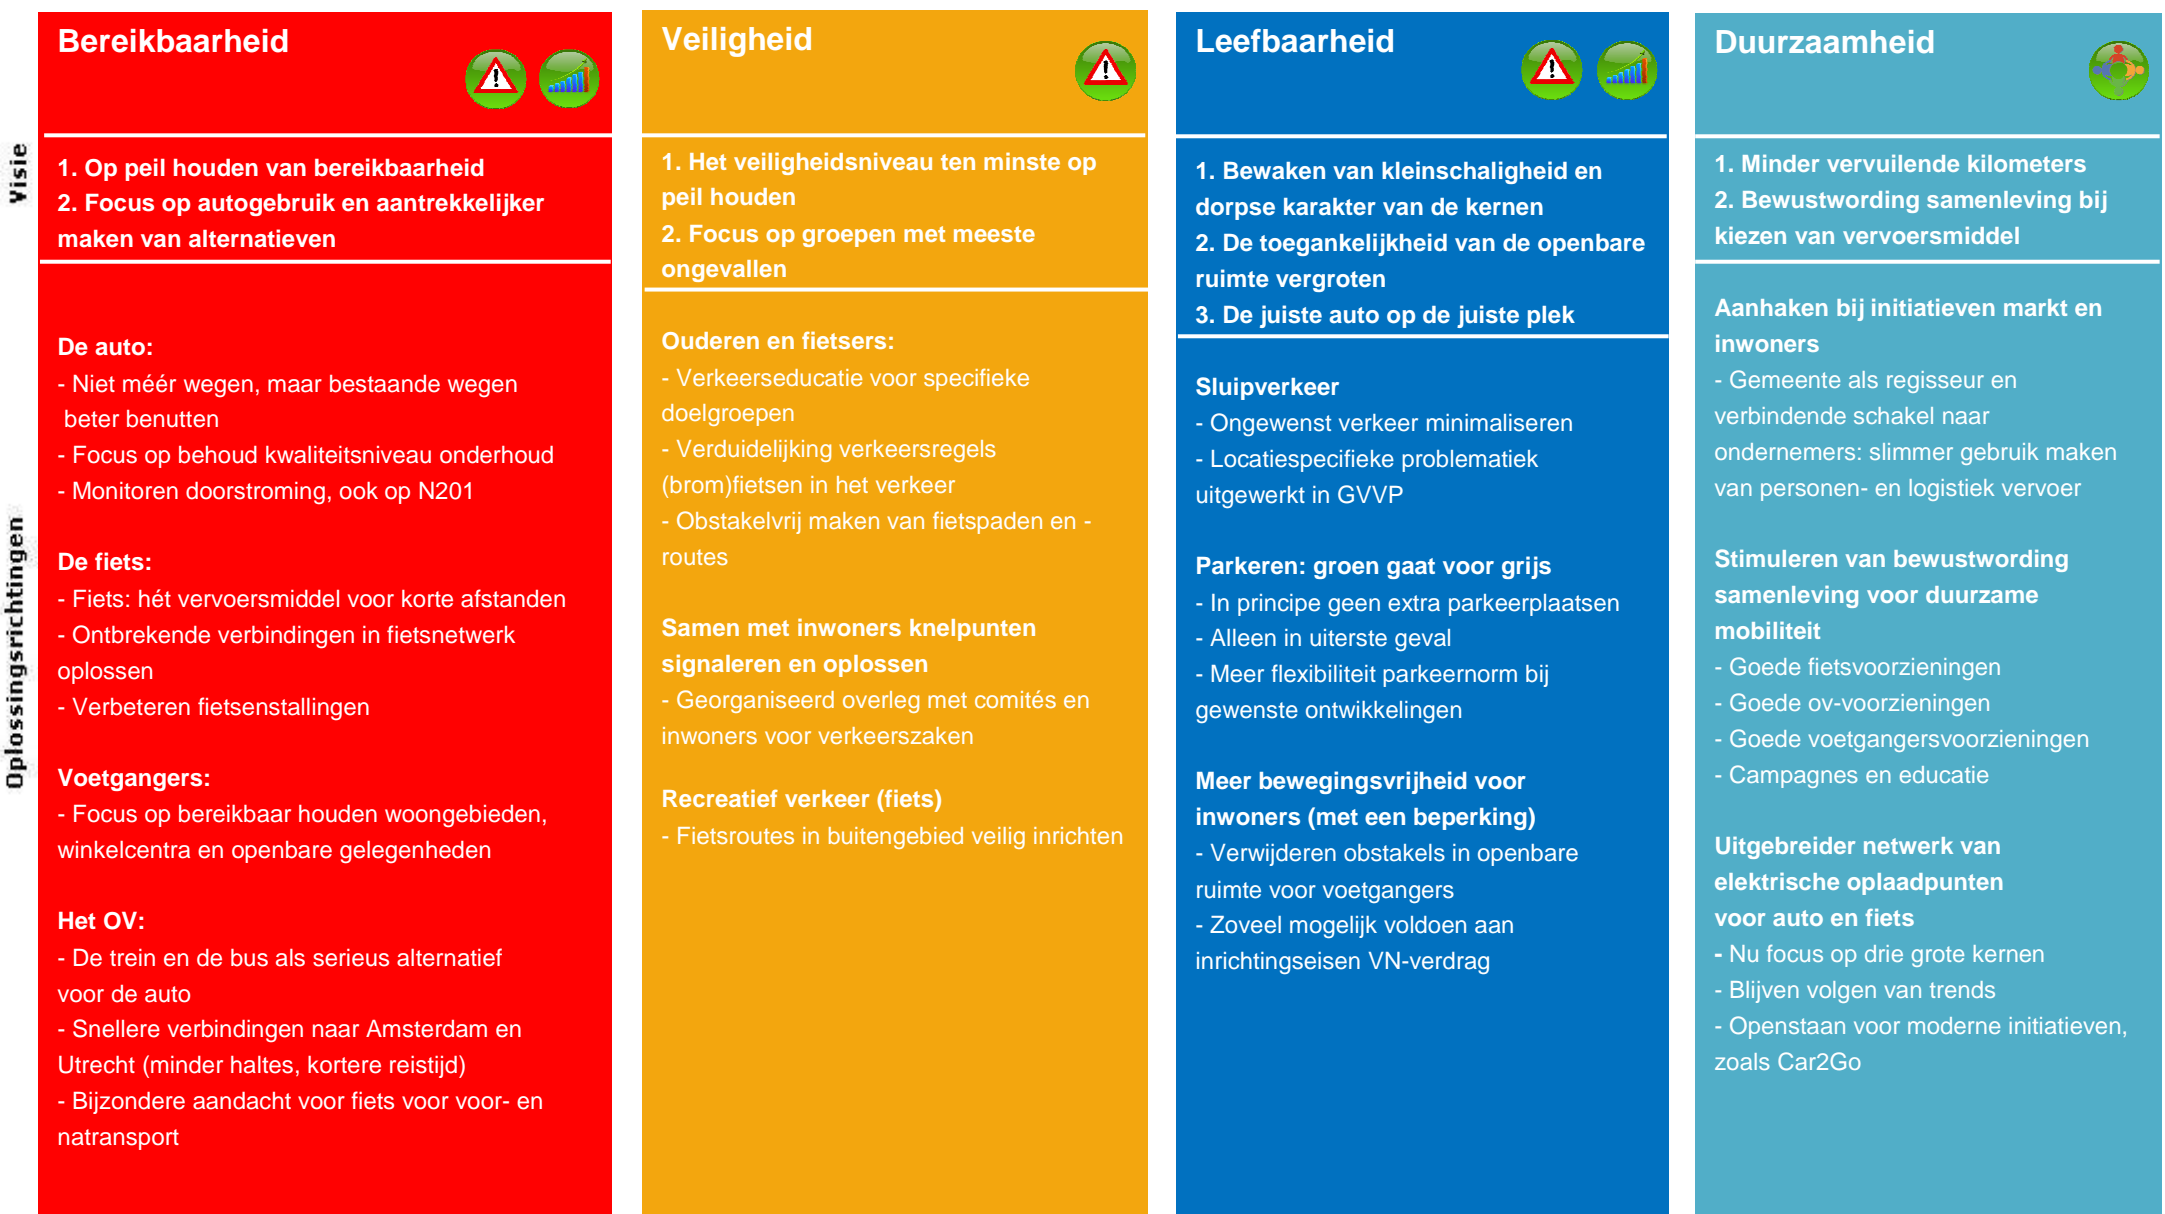 Visie
Oplossingsrichtingen
Bereikbaarheid
1. Op peil houden van bereikbaarheid
2. Focus op autogebruik en aantrekkelijker
maken van alternatieven
De auto:
- Niet méér wegen, maar bestaande wegen
beter benutten
- Focus op behoud kwaliteitsniveau onderhoud
- Monitoren doorstroming, ook op N201
De fiets:
- Fiets: hét vervoersmiddel voor korte afstanden
- Ontbrekende verbindingen in fietsnetwerk
oplossen
- Verbeteren fietsenstallingen
Voetgangers:
- Focus op bereikbaar houden woongebieden,
winkelcentra en openbare gelegenheden
Het OV:
- De trein en de bus als serieus alternatief
voor de auto
- Snellere verbindingen naar Amsterdam en
Utrecht (minder haltes, kortere reistijd)
- Bijzondere aandacht voor fiets voor voor- en
natransport
Veiligheid
1. Het veiligheidsniveau ten minste op
peil houden
2. Focus op groepen met meeste
ongevallen
Ouderen en fietsers:
- Verkeerseducatie voor specifieke
doelgroepen
- Verduidelijking verkeersregels
(brom)fietsen in het verkeer
- Obstakelvrij maken van fietspaden en -
routes
Samen met inwoners knelpunten
signaleren en oplossen
- Georganiseerd overleg met comités en
inwoners voor verkeerszaken
Recreatief verkeer (fiets)
- Fietsroutes in buitengebied veilig inrichten
Leefbaarheid
1. Bewaken van kleinschaligheid en
dorpse karakter van de kernen
2. De toegankelijkheid van de openbare
ruimte vergroten
3. De juiste auto op de juiste plek
Sluipverkeer
- Ongewenst verkeer minimaliseren
- Locatiespecifieke problematiek
uitgewerkt in GVVP
Parkeren: groen gaat voor grijs
- In principe geen extra parkeerplaatsen
- Alleen in uiterste geval
- Meer flexibiliteit parkeernorm bij
gewenste ontwikkelingen
Meer bewegingsvrijheid voor
inwoners (met een beperking)
- Verwijderen obstakels in openbare
ruimte voor voetgangers
- Zoveel mogelijk voldoen aan
inrichtingseisen VN-verdrag
Duurzaamheid
1. Minder vervuilende kilometers
2. Bewustwording samenleving bij
kiezen van vervoersmiddel
Aanhaken bij initiatieven markt en
inwoners
- Gemeente als regisseur en
verbindende schakel naar
ondernemers: slimmer gebruik maken
van personen- en logistiek vervoer
Stimuleren van bewustwording
samenleving voor duurzame
mobiliteit
- Goede fietsvoorzieningen
- Goede ov-voorzieningen
- Goede voetgangersvoorzieningen
- Campagnes en educatie
Uitgebreider netwerk van
elektrische oplaadpunten
voor auto en fiets
- Nu focus op drie grote kernen
- Blijven volgen van trends
- Openstaan voor moderne initiatieven,
zoals Car2Go